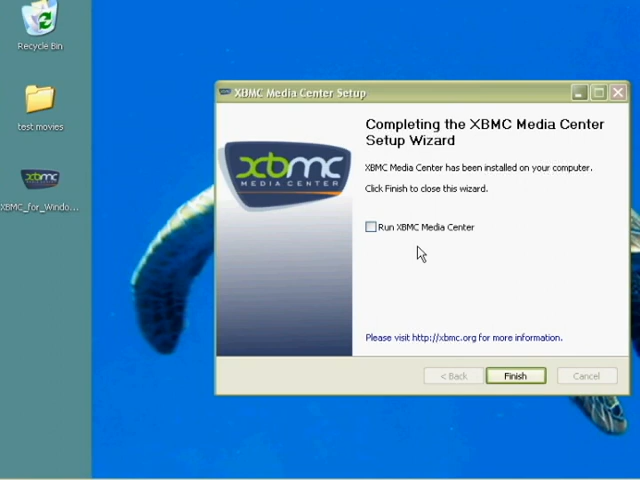 Recycle Bin
test movies
XBMC_for_Windo...
XBMC Media Center Setup
xbmc
MEDIA CENTER
Completing the XBMC Media Center
Setup Wizard
XBMC Media Center has been installed on your computer.
Click Finish to close this wizard.
Run XBMC Media Center
Please visit http://xbmc.org for more information.
< Back
Finish
Cancel